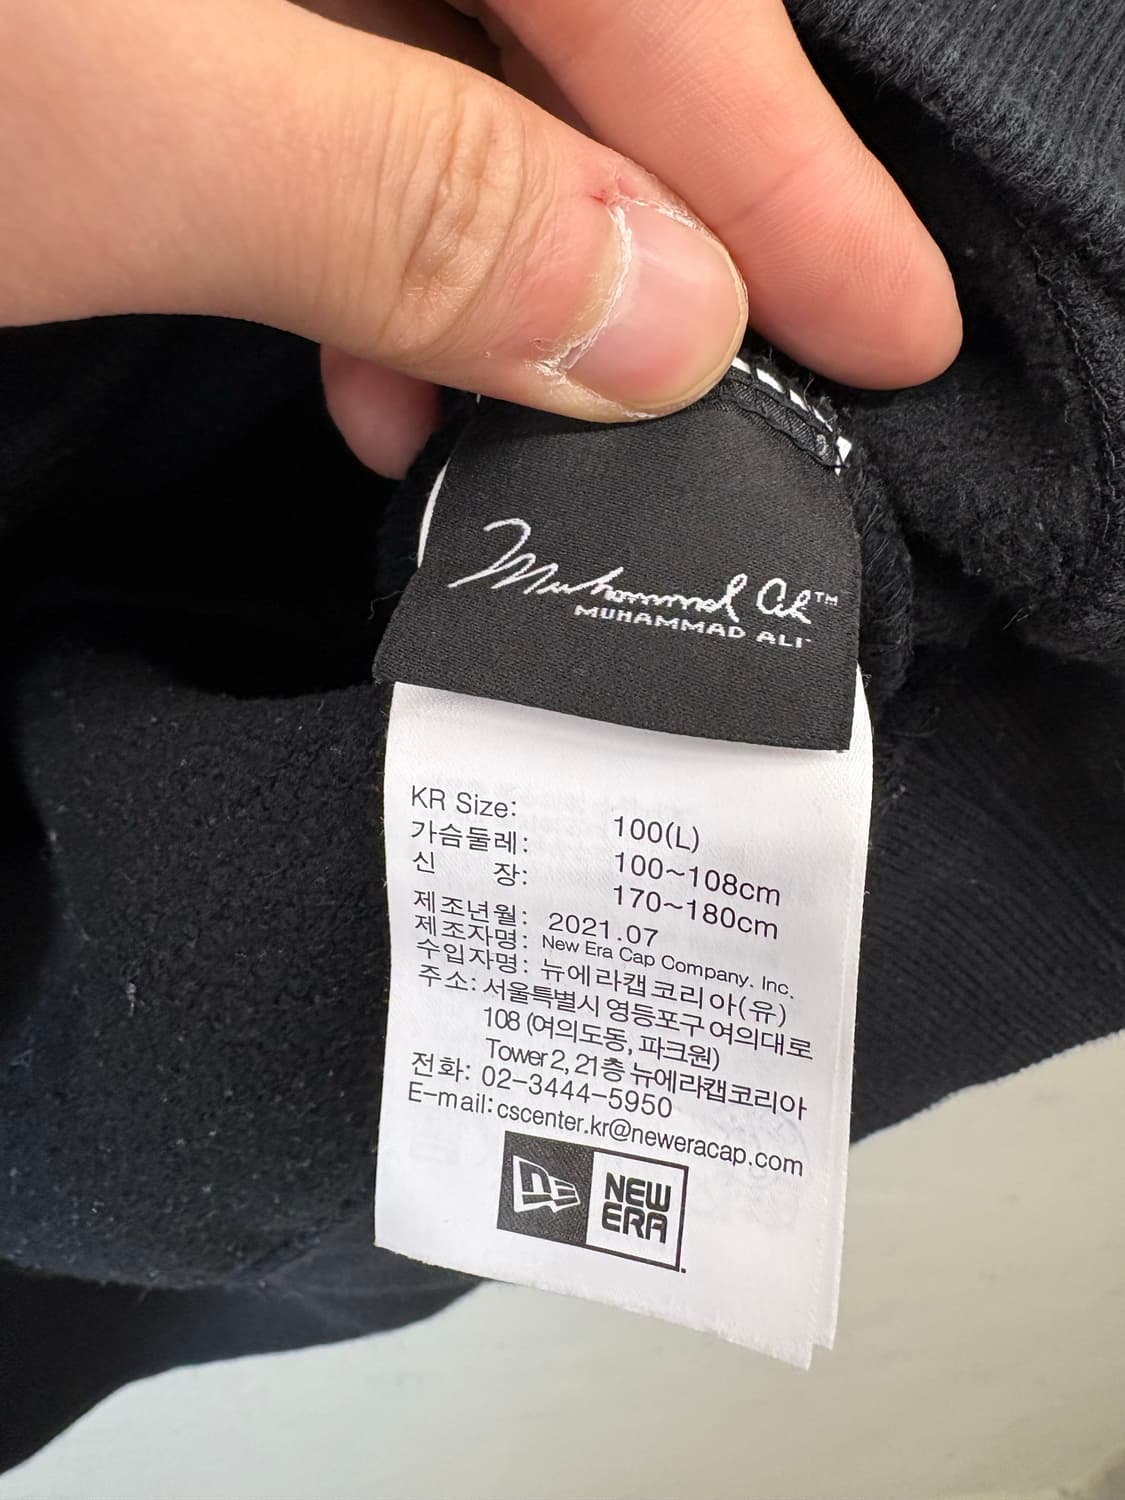 Muhammad Ali™
MUHAMMAD ALI
KR Size: 100(L)
가슴둘레: 100~108cm
신 장: 170~180cm
제조년월: 2021.07
제조자명: New Era Cap Company. Inc.
수입자명: 뉴에라캡코리아(유)
주소: 서울특별시 영등포구 여의대로
108 (여의도동, 파크원)
Tower 2, 21층 뉴에라캡코리아
전화: 02-3444-5950
E-mail: cscenter.kr@neweracap.com
NE
NEW
ERA